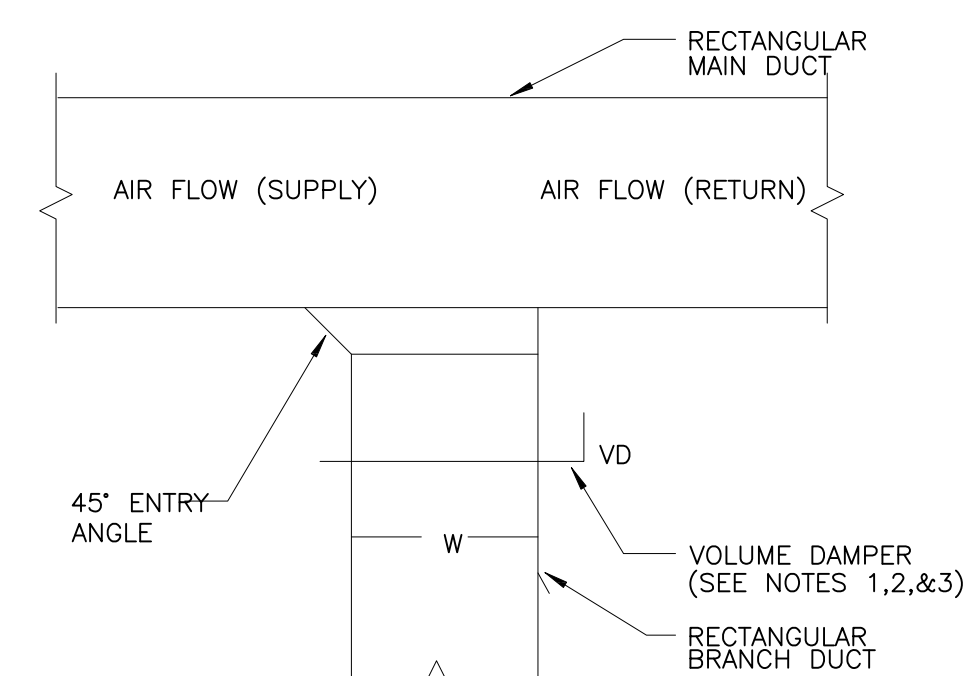 RECTANGULAR
MAIN DUCT
AIR FLOW (SUPPLY)
AIR FLOW (RETURN)
VD
45° ENTRY
ANGLE
W
VOLUME DAMPER
(SEE NOTES 1,2,&3)
RECTANGULAR
BRANCH DUCT